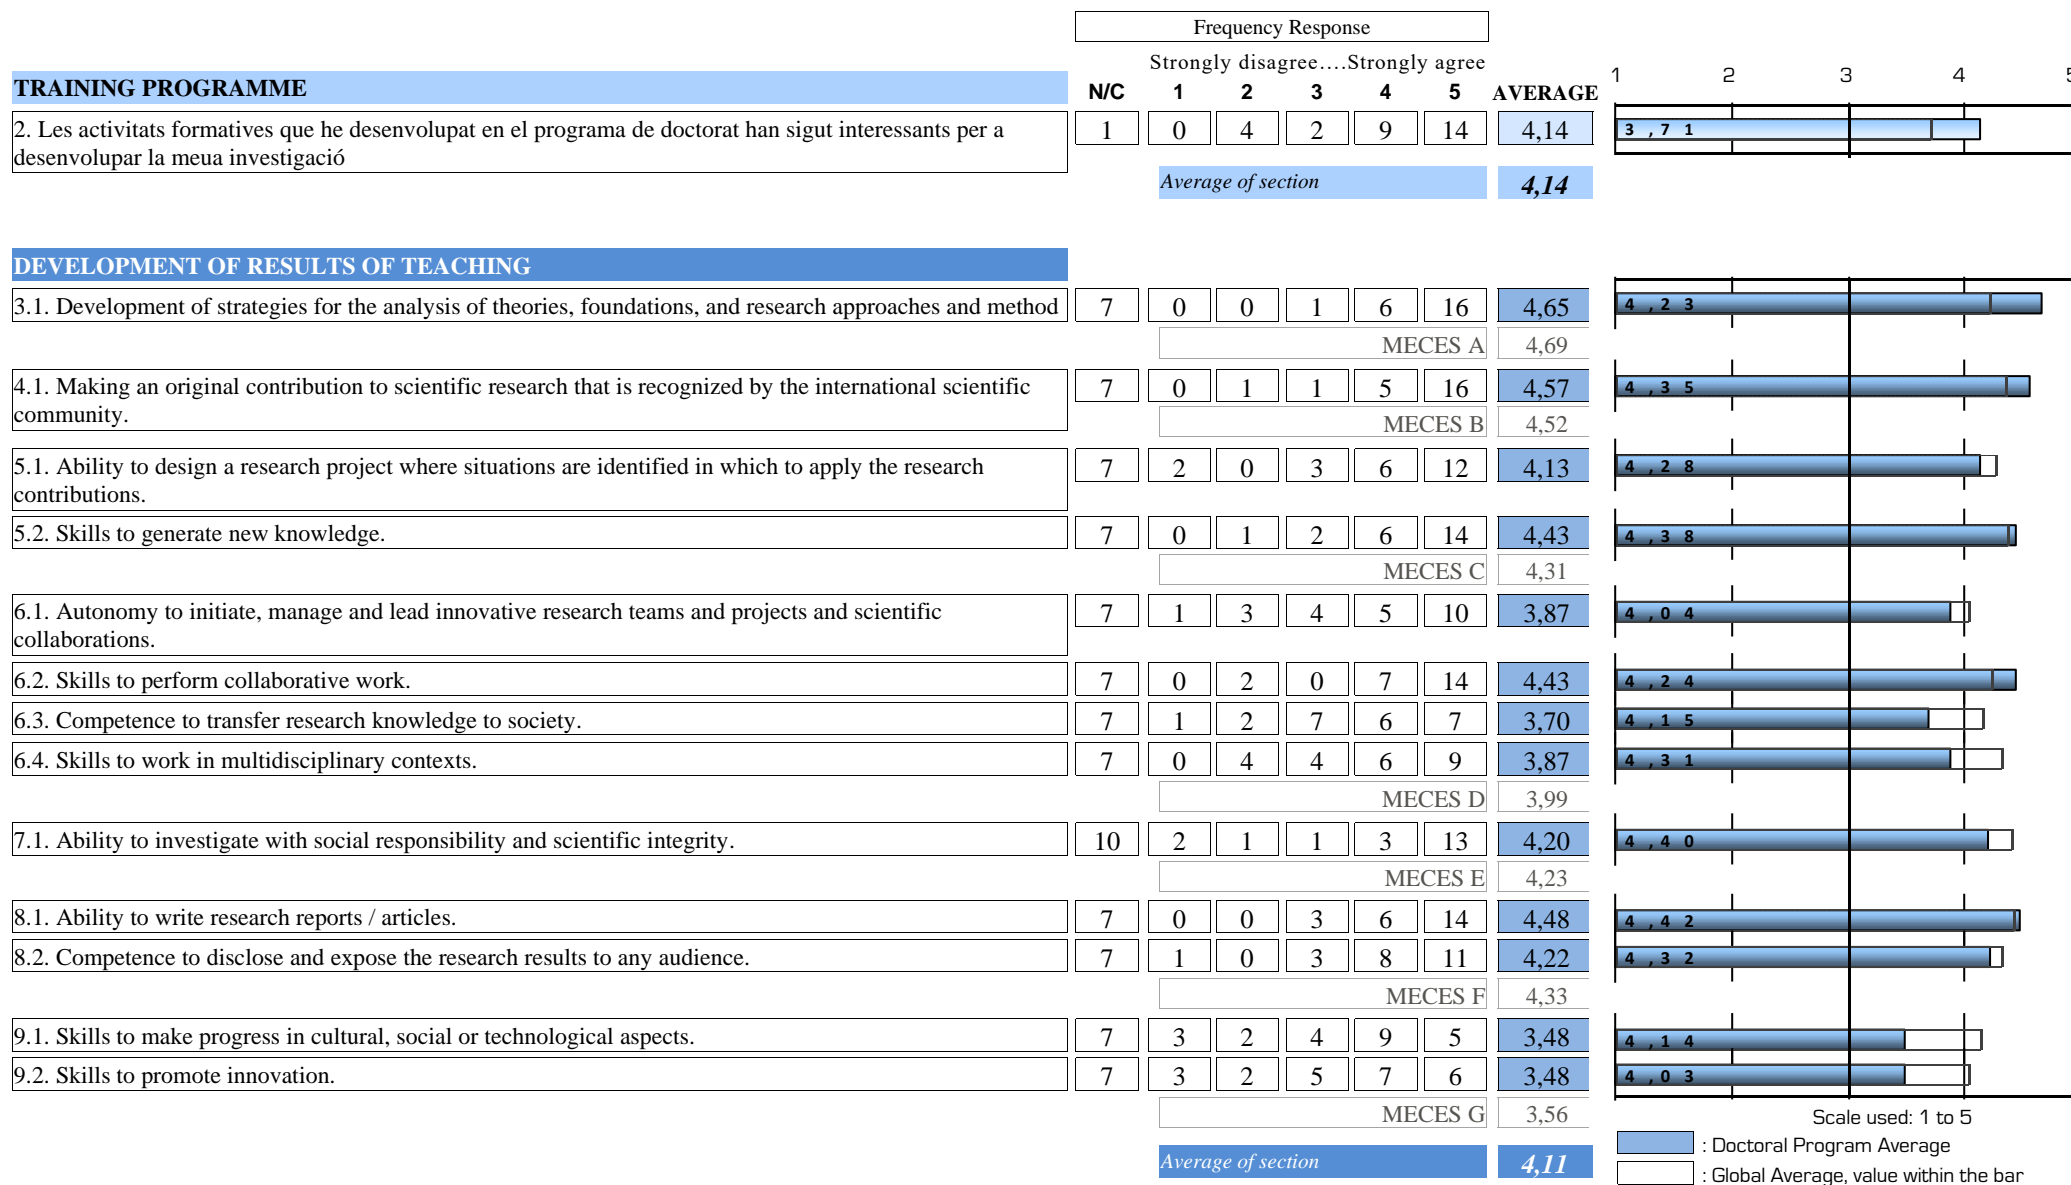 Frequency Response
Strongly disagree....Strongly agree
TRAINING PROGRAMME N/C 1 2 3 4 5 AVERAGE 1 2 3 4 5
2. Les activitats formatives que he desenvolupat en el programa de doctorat han sigut interessants per a 1 0 4 2 9 14 4,14 3,71
desenvolupar la meua investigació
Average of section 4,14
DEVELOPMENT OF RESULTS OF TEACHING
3.1. Development of strategies for the analysis of theories, foundations, and research approaches and method 7 0 0 1 6 16 4,65 4,23
MECES A 4,69
4.1. Making an original contribution to scientific research that is recognized by the international scientific 7 0 1 1 5 16 4,57 4,35
community.
MECES B 4,52
5.1. Ability to design a research project where situations are identified in which to apply the research 7 2 0 3 6 12 4,13 4,28
contributions.
5.2. Skills to generate new knowledge. 7 0 1 2 6 14 4,43 4,38
MECES C 4,31
6.1. Autonomy to initiate, manage and lead innovative research teams and projects and scientific 7 1 3 4 5 10 3,87 4,04
collaborations.
6.2. Skills to perform collaborative work. 7 0 2 0 7 14 4,43 4,24
6.3. Competence to transfer research knowledge to society. 7 1 2 7 6 7 3,70 4,15
6.4. Skills to work in multidisciplinary contexts. 7 0 4 4 6 9 3,87 4,31
MECES D 3,99
7.1. Ability to investigate with social responsibility and scientific integrity. 10 2 1 1 3 13 4,20 4,40
MECES E 4,23
8.1. Ability to write research reports / articles. 7 0 0 3 6 14 4,48 4,42
8.2. Competence to disclose and expose the research results to any audience. 7 1 0 3 8 11 4,22 4,32
MECES F 4,33
9.1. Skills to make progress in cultural, social or technological aspects. 7 3 2 4 9 5 3,48 4,14
9.2. Skills to promote innovation. 7 3 2 5 7 6 3,48 4,03
MECES G 3,56
Scale used: 1 to 5
: Doctoral Program Average
Average of section 4,11
: Global Average, value within the bar